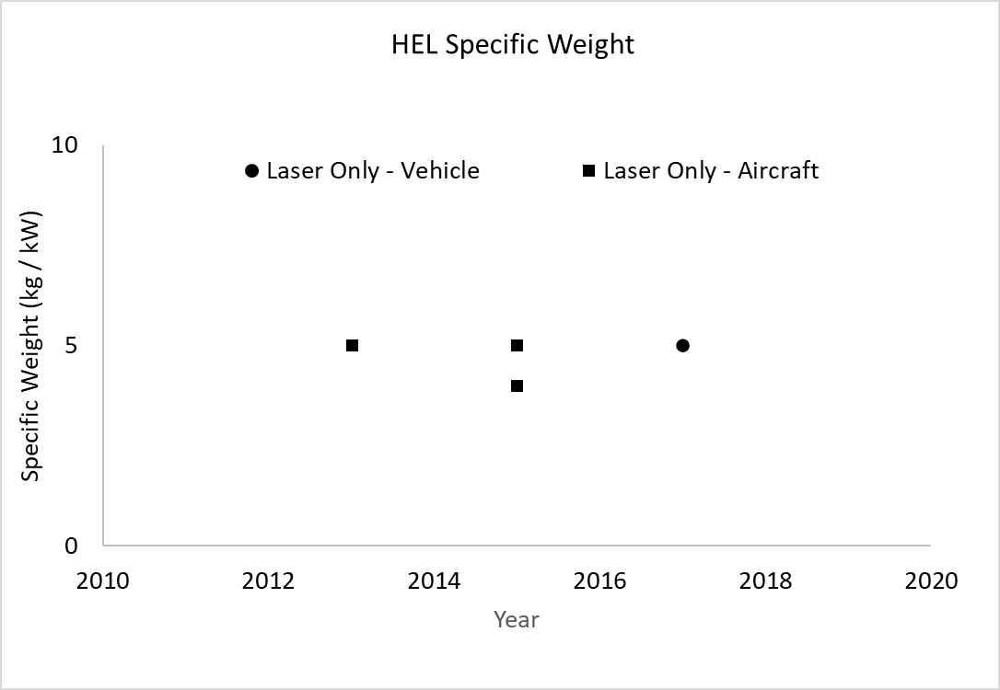 HEL Specific Weight
10
Laser Only - Vehicle
Laser Only - Aircraft
Specific Weight (kg / kW)
5
0
2010 2012 2014 2016 2018 2020
Year